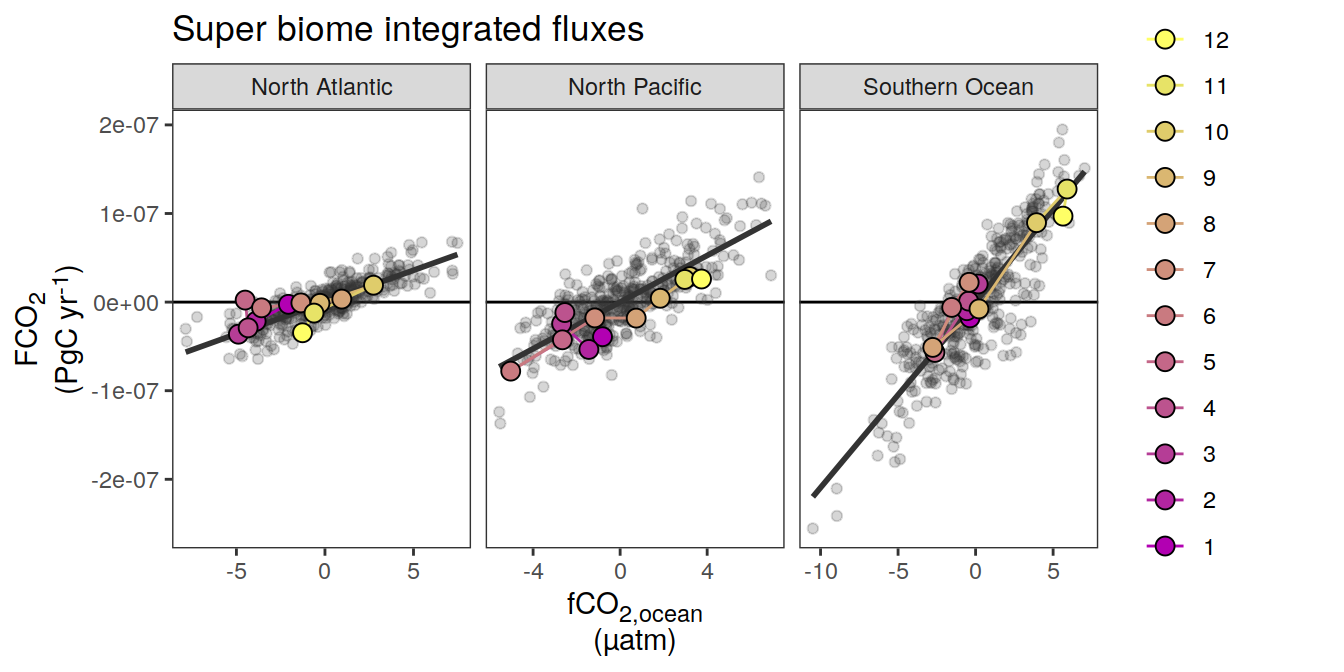 Super biome integrated fluxes
North Atlantic
North Pacific
Southern Ocean
2e-07
1e-07
0e+00
-1e-07
-2e-07
FCO₂
(PgC yr⁻¹)
-5 0 5
-4 0 4
-10 -5 0 5
fCO₂,ocean
(µatm)
12
11
10
9
8
7
6
5
4
3
2
1